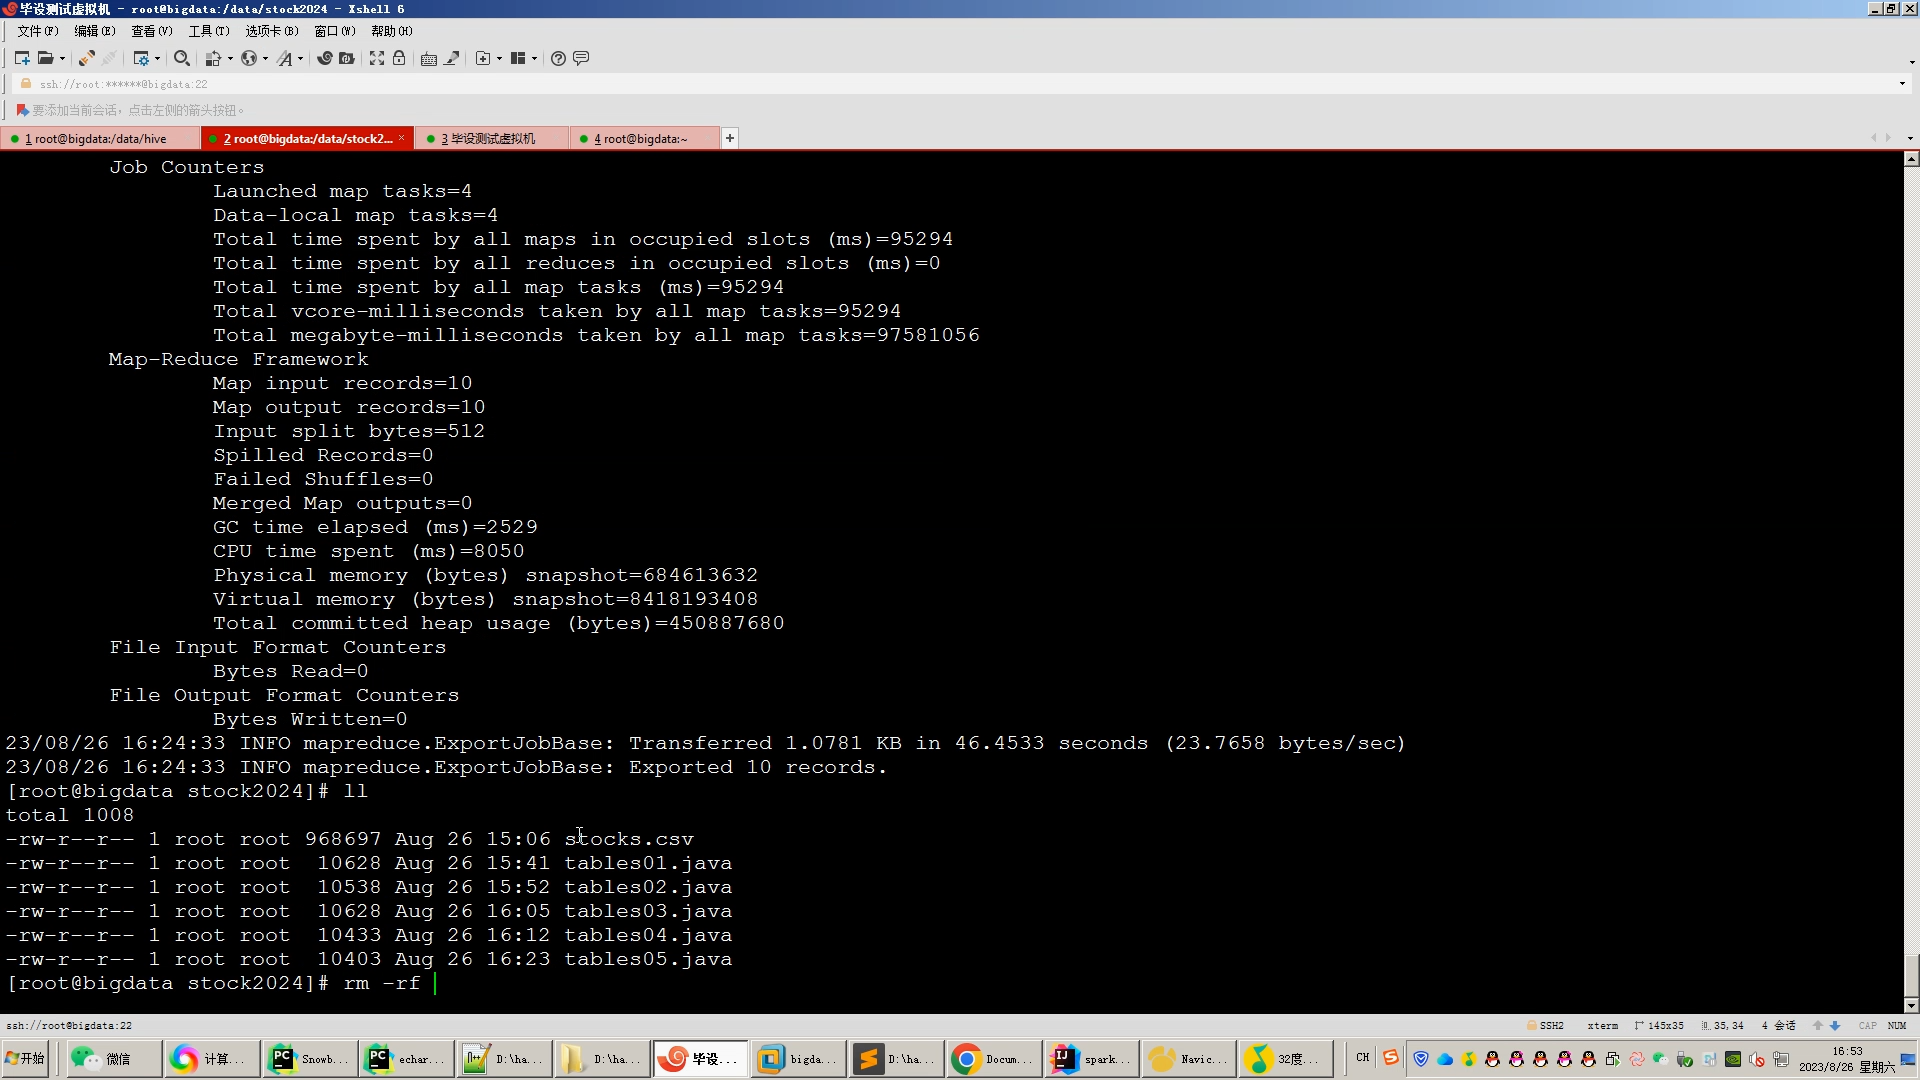 毕设测试虚拟机 - root@bigdata:/data/stock2024 - Xshell 6
文件(F) 编辑(E) 查看(V) 工具(T) 选项卡(B) 窗口(W) 帮助(H)
ssh://root:******@bigdata:22
要添加当前会话，点击左侧的箭头按钮。
1 root@bigdata:/data/hive 2 root@bigdata:/data/stock2... × 3 毕设测试虚拟机 4 root@bigdata:~ +
Job Counters
Launched map tasks=4
Data-local map tasks=4
Total time spent by all maps in occupied slots (ms)=95294
Total time spent by all reduces in occupied slots (ms)=0
Total time spent by all map tasks (ms)=95294
Total vcore-milliseconds taken by all map tasks=95294
Total megabyte-milliseconds taken by all map tasks=97581056
Map-Reduce Framework
Map input records=10
Map output records=10
Input split bytes=512
Spilled Records=0
Failed Shuffles=0
Merged Map outputs=0
GC time elapsed (ms)=2529
CPU time spent (ms)=8050
Physical memory (bytes) snapshot=684613632
Virtual memory (bytes) snapshot=8418193408
Total committed heap usage (bytes)=450887680
File Input Format Counters
Bytes Read=0
File Output Format Counters
Bytes Written=0
23/08/26 16:24:33 INFO mapreduce.ExportJobBase: Transferred 1.0781 KB in 46.4533 seconds (23.7658 bytes/sec)
23/08/26 16:24:33 INFO mapreduce.ExportJobBase: Exported 10 records.
[root@bigdata stock2024]# ll
total 1008
-rw-r--r-- 1 root root 968697 Aug 26 15:06 stocks.csv
-rw-r--r-- 1 root root  10628 Aug 26 15:41 tables01.java
-rw-r--r-- 1 root root  10538 Aug 26 15:52 tables02.java
-rw-r--r-- 1 root root  10628 Aug 26 16:05 tables03.java
-rw-r--r-- 1 root root  10433 Aug 26 16:12 tables04.java
-rw-r--r-- 1 root root  10403 Aug 26 16:23 tables05.java
[root@bigdata stock2024]# rm -rf
ssh://root@bigdata:22 SSH2 xterm 145x35 35,34 4 会话 CAP NUM
开始 微信 计算... Snowb... echar... D:\ha... D:\ha... 毕设... bigda... D:\ha... Docum... spark... Navic... 32度... CH 16:53
2023/8/26 星期六